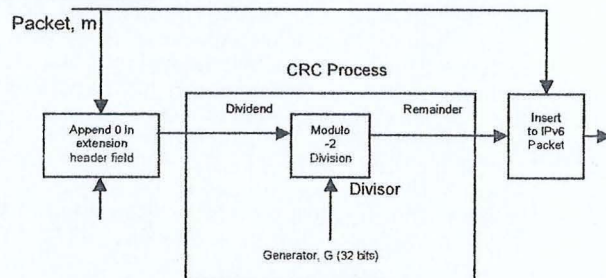 Packet, m
CRC Process
Append 0 in
extension
header field
Dividend
Modulo
-2
Division
Remainder
Insert
to IPv6
Packet
Divisor
Generator, G (32 bits)